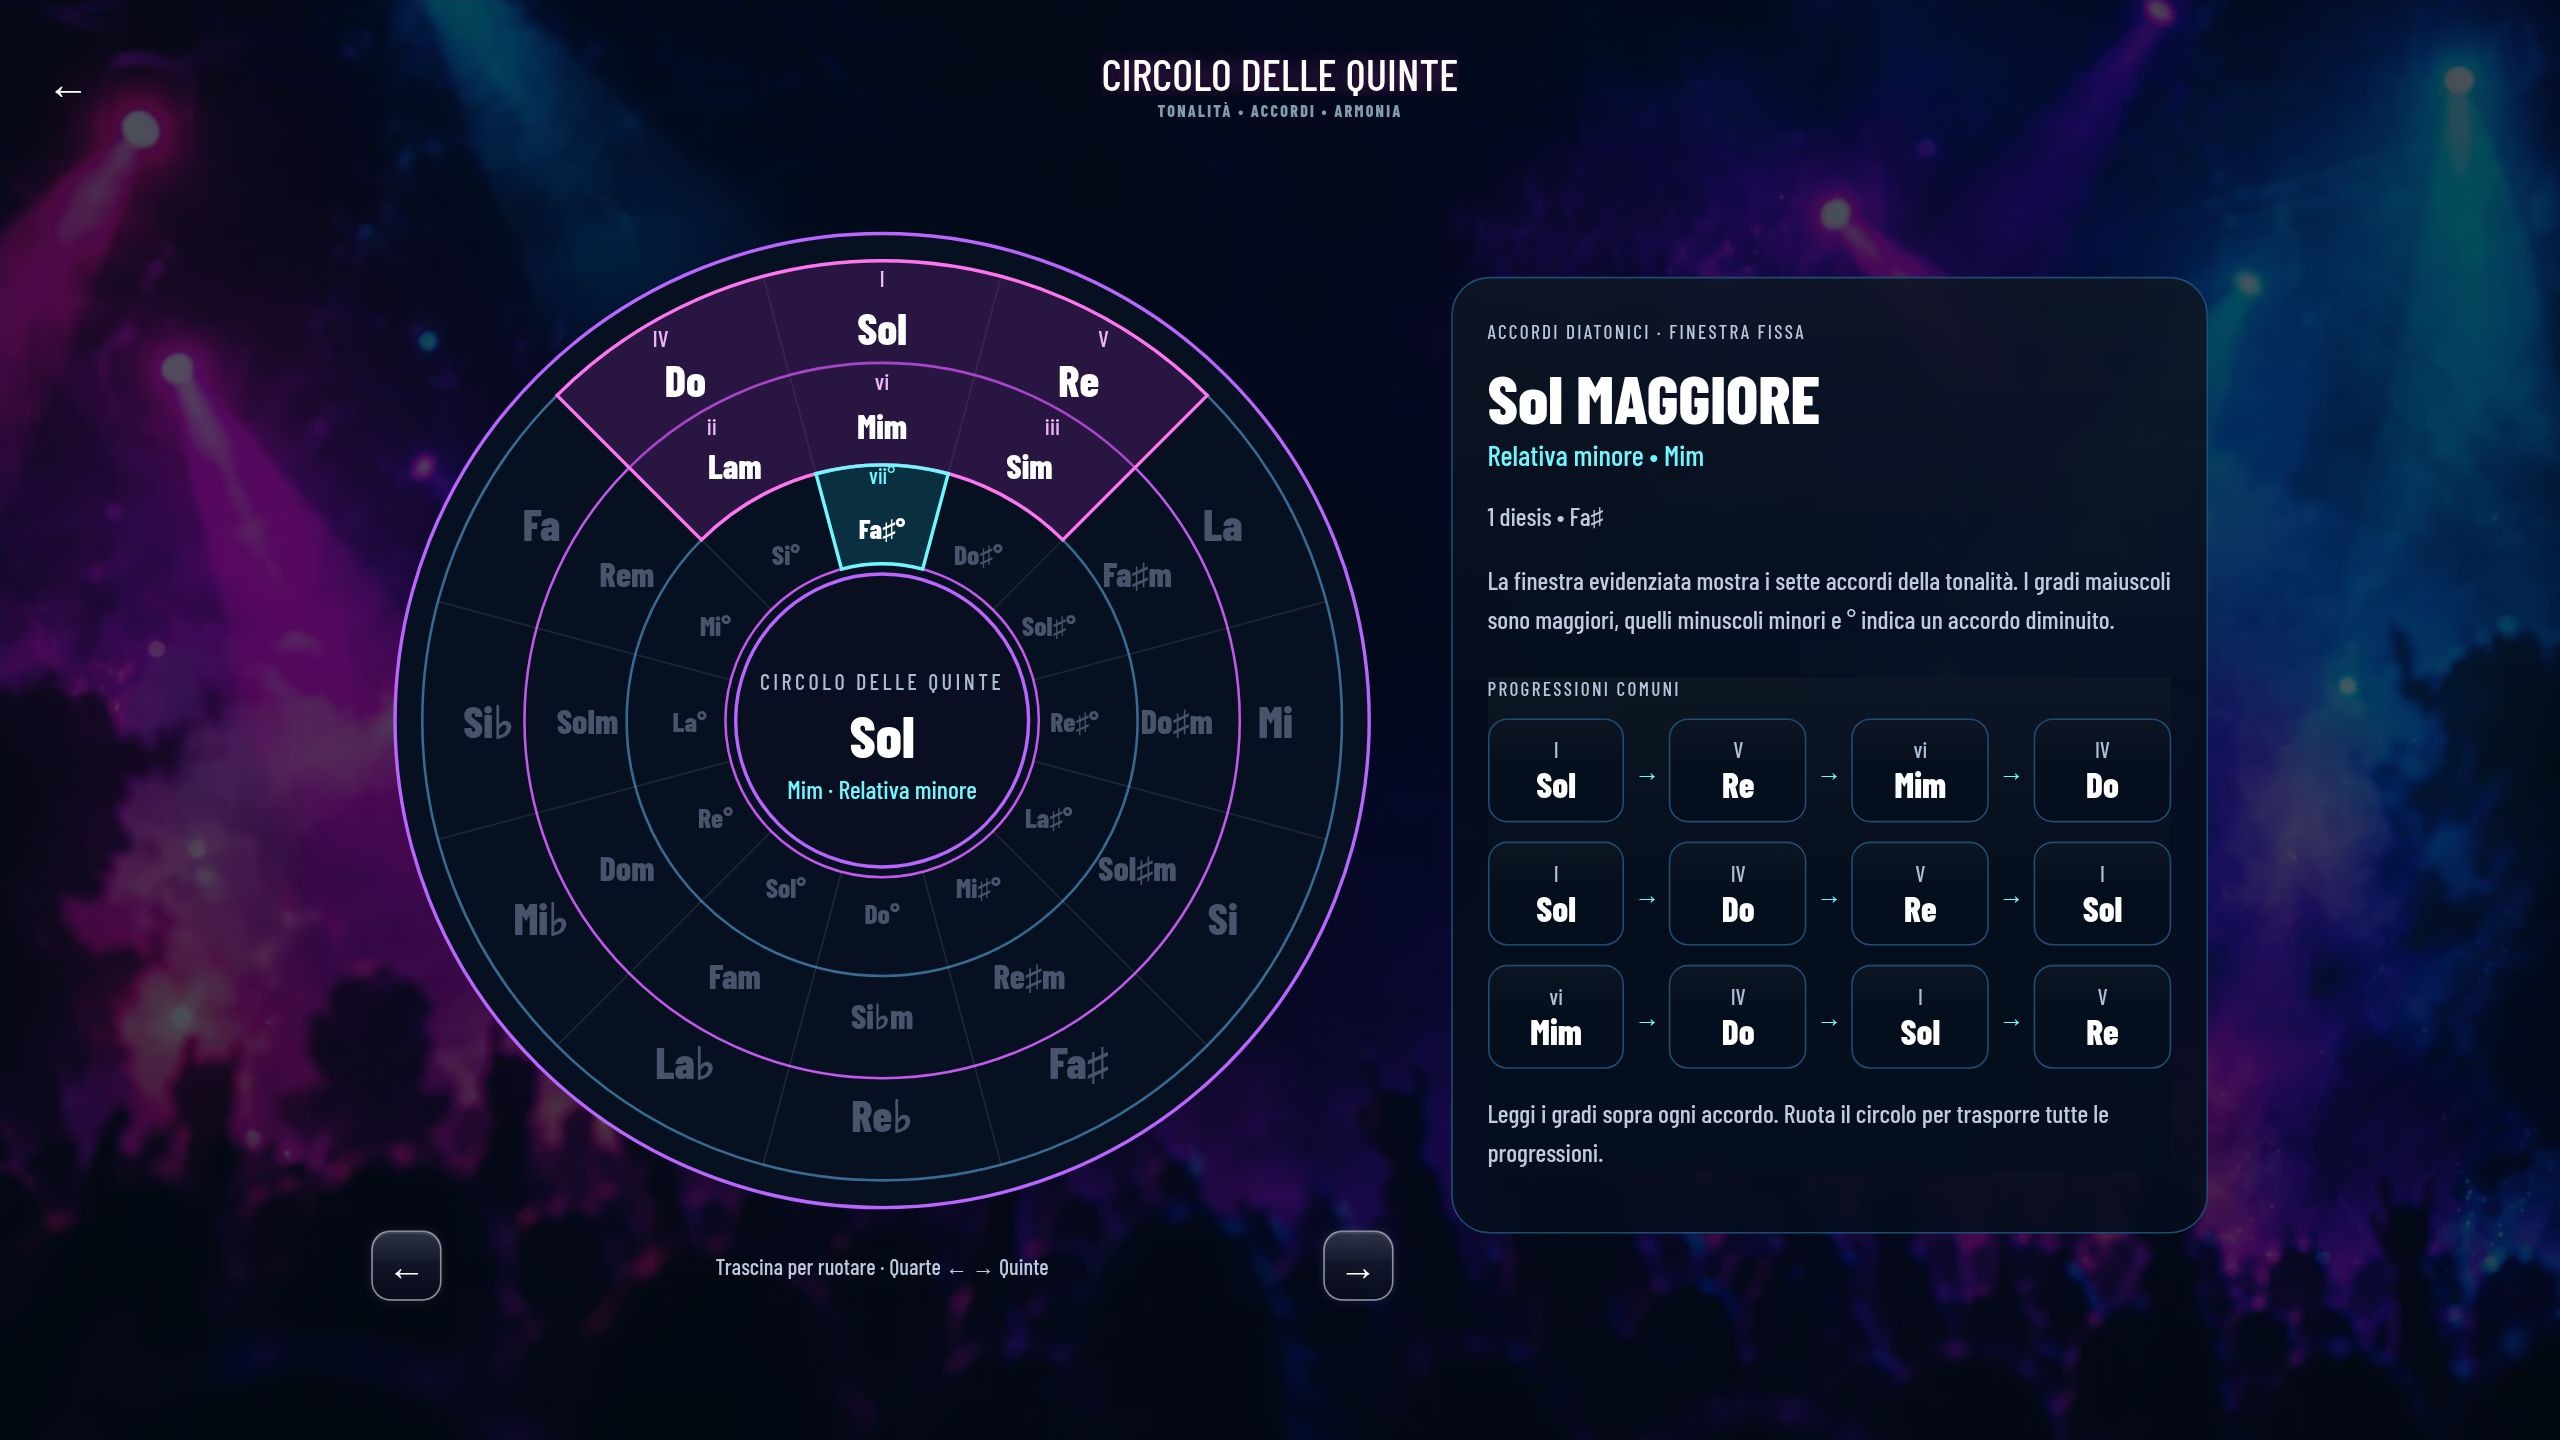 ←
CIRCOLO DELLE QUINTE
TONALITÀ • ACCORDI • ARMONIA
I
Sol
IV
Do
V
Re
vi
Mim
ii
Lam
iii
Sim
vii°
Fa♯°
Fa
La
Rem
Fa♯m
Si°
Do♯°
Mi°
Sol♯°
Si♭
Solm
La°
Re♯°
Do♯m
Mi
CIRCOLO DELLE QUINTE
Sol
Mim · Relativa minore
Re°
La♯°
Dom
Sol♯m
Mi♭
Si
Sol°
Mi♯°
Do°
Fam
Re♯m
Si♭m
La♭
Fa♯
Re♭
←
Trascina per ruotare · Quarte ← → Quinte
→
ACCORDI DIATONICI · FINESTRA FISSA
Sol MAGGIORE
Relativa minore • Mim
1 diesis • Fa♯
La finestra evidenziata mostra i sette accordi della tonalità. I gradi maiuscoli
sono maggiori, quelli minuscoli minori e ° indica un accordo diminuito.
PROGRESSIONI COMUNI
I V vi IV
Sol → Re → Mim → Do
I IV V I
Sol → Do → Re → Sol
vi IV I V
Mim → Do → Sol → Re
Leggi i gradi sopra ogni accordo. Ruota il circolo per trasporre tutte le
progressioni.